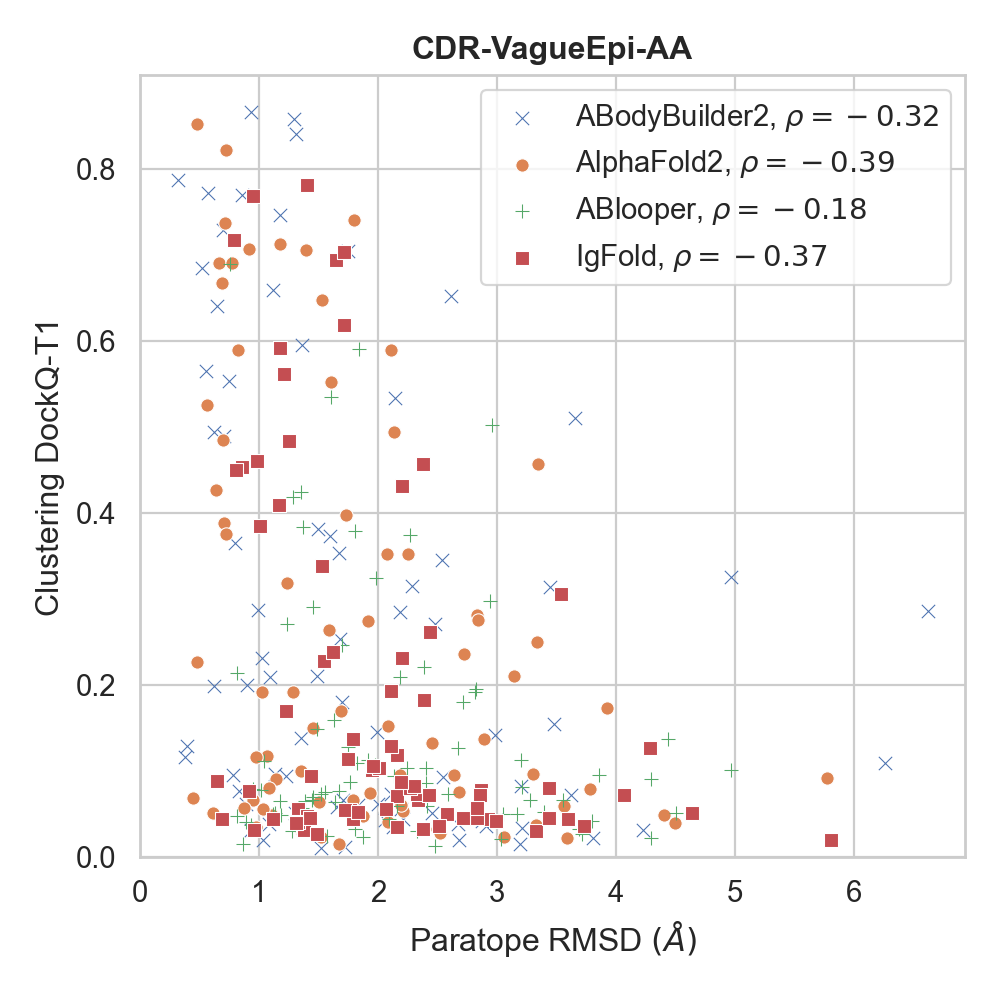 CDR-VagueEpi-AA
ABodyBuilder2, ρ = −0.32
AlphaFold2, ρ = −0.39
ABlooper, ρ = −0.18
IgFold, ρ = −0.37
Clustering DockQ-T1
0.8
0.6
0.4
0.2
0.0
0 1 2 3 4 5 6
Paratope RMSD (Å)